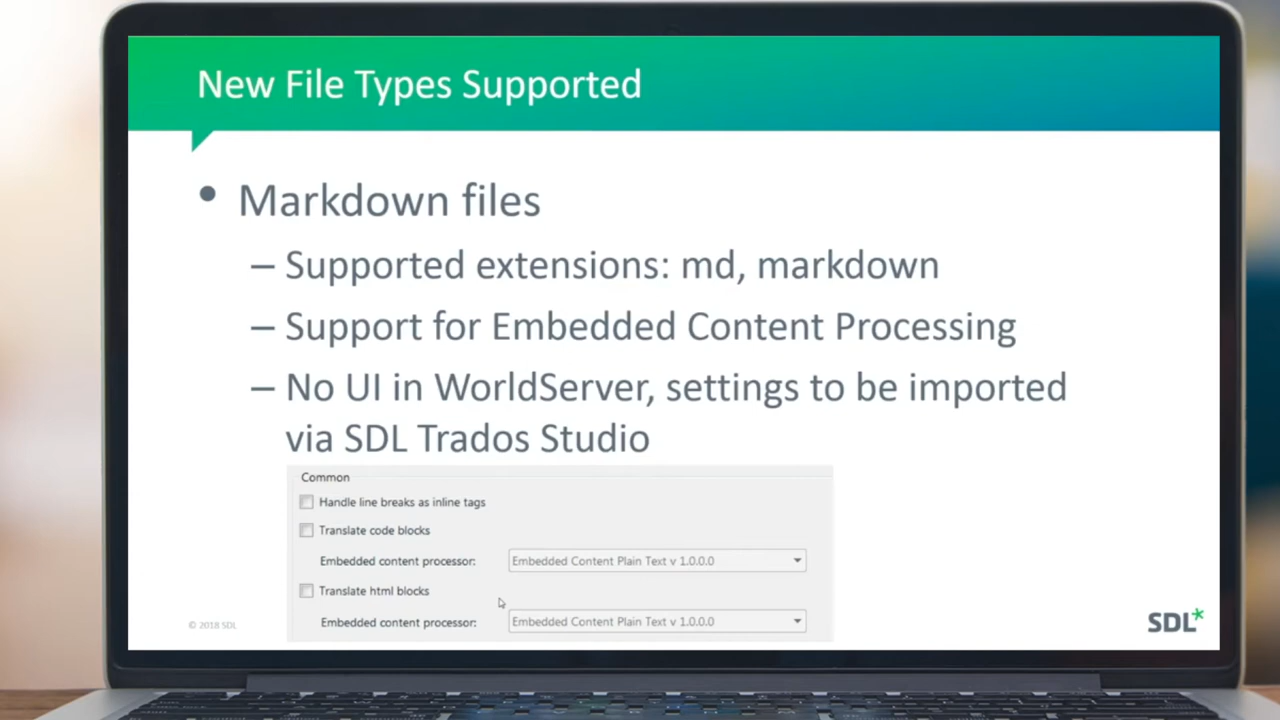 New File Types Supported
• Markdown files
– Supported extensions: md, markdown
– Support for Embedded Content Processing
– No UI in WorldServer, settings to be imported
via SDL Trados Studio
Common
Handle line breaks as inline tags
Translate code blocks
Embedded content processor: Embedded Content Plain Text v 1.0.0.0
Translate html blocks
Embedded content processor: Embedded Content Plain Text v 1.0.0.0
© 2018 SDL
SDL*